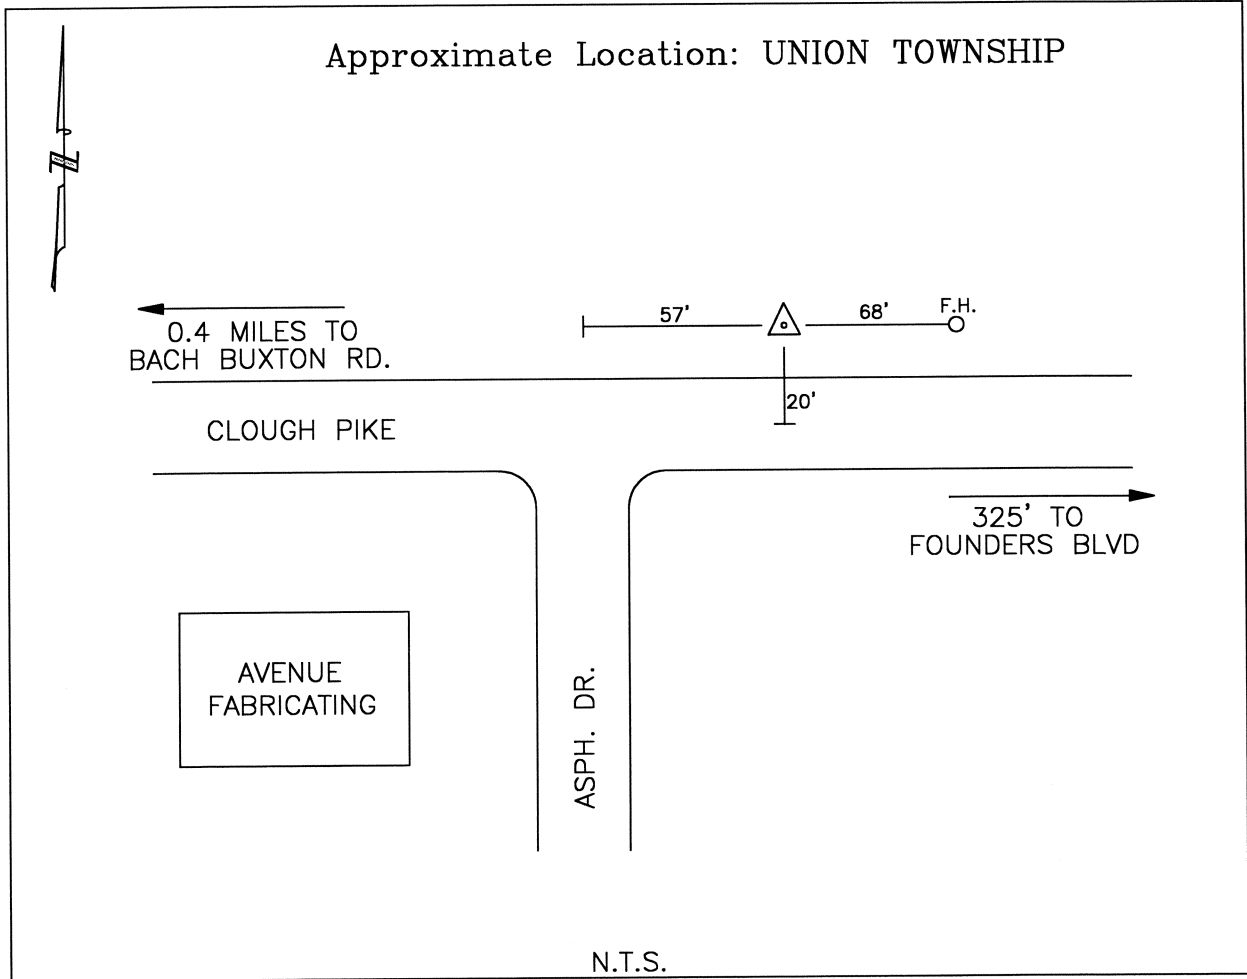 Approximate Location: UNION TOWNSHIP
N
57'
68'
F.H.
0.4 MILES TO
BACH BUXTON RD.
20'
CLOUGH PIKE
325' TO
FOUNDERS BLVD
AVENUE
FABRICATING
ASPH. DR.
N.T.S.